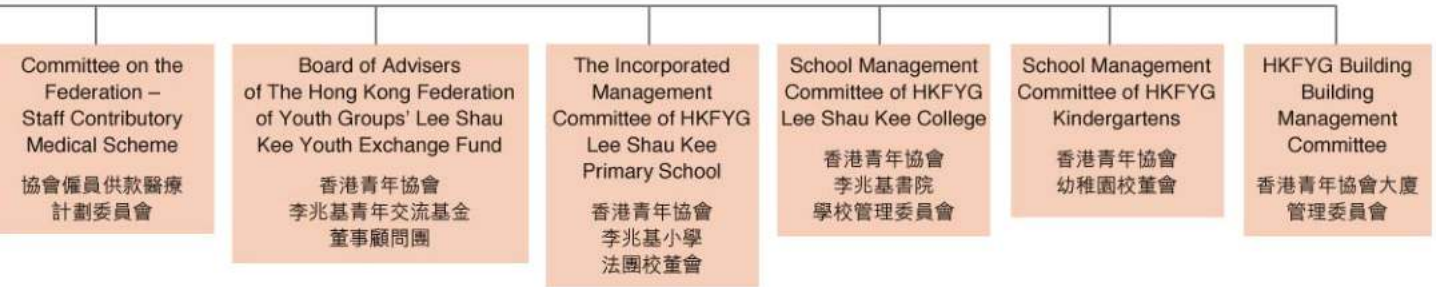 Committee on the
Federation –
Staff Contributory
Medical Scheme
協會僱員供款醫療
計劃委員會
Board of Advisers
of The Hong Kong Federation
of Youth Groups' Lee Shau
Kee Youth Exchange Fund
香港青年協會
李兆基青年交流基金
董事顧問團
The Incorporated
Management
Committee of HKFYG
Lee Shau Kee
Primary School
香港青年協會
李兆基小學
法團校董會
School Management
Committee of HKFYG
Lee Shau Kee College
香港青年協會
李兆基書院
學校管理委員會
School Management
Committee of HKFYG
Kindergartens
香港青年協會
幼稚園校董會
HKFYG Building
Building
Management
Committee
香港青年協會大廈
管理委員會